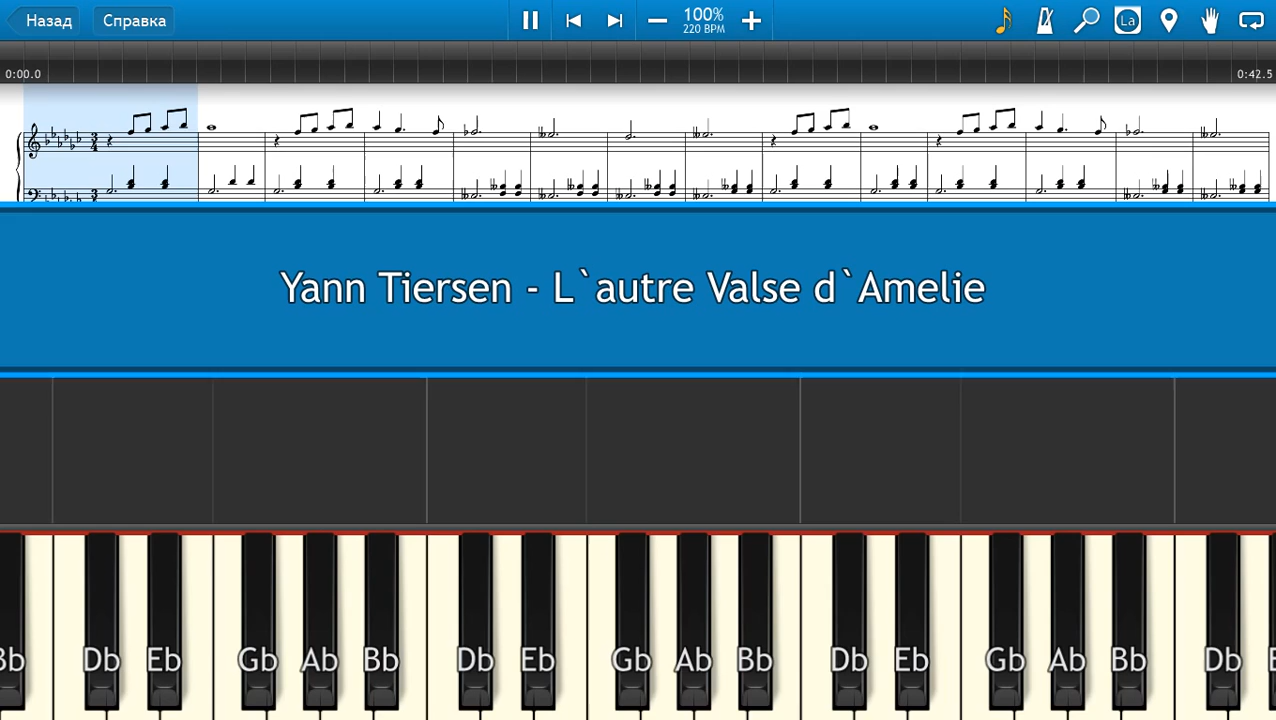 Назад Справка 100% La
220 BPM
0:00.0 0:42.5
Yann Tiersen - L`autre Valse d`Amelie
Bb Db Eb Gb Ab Bb Db Eb Gb Ab Bb Db Eb Gb Ab Bb Db